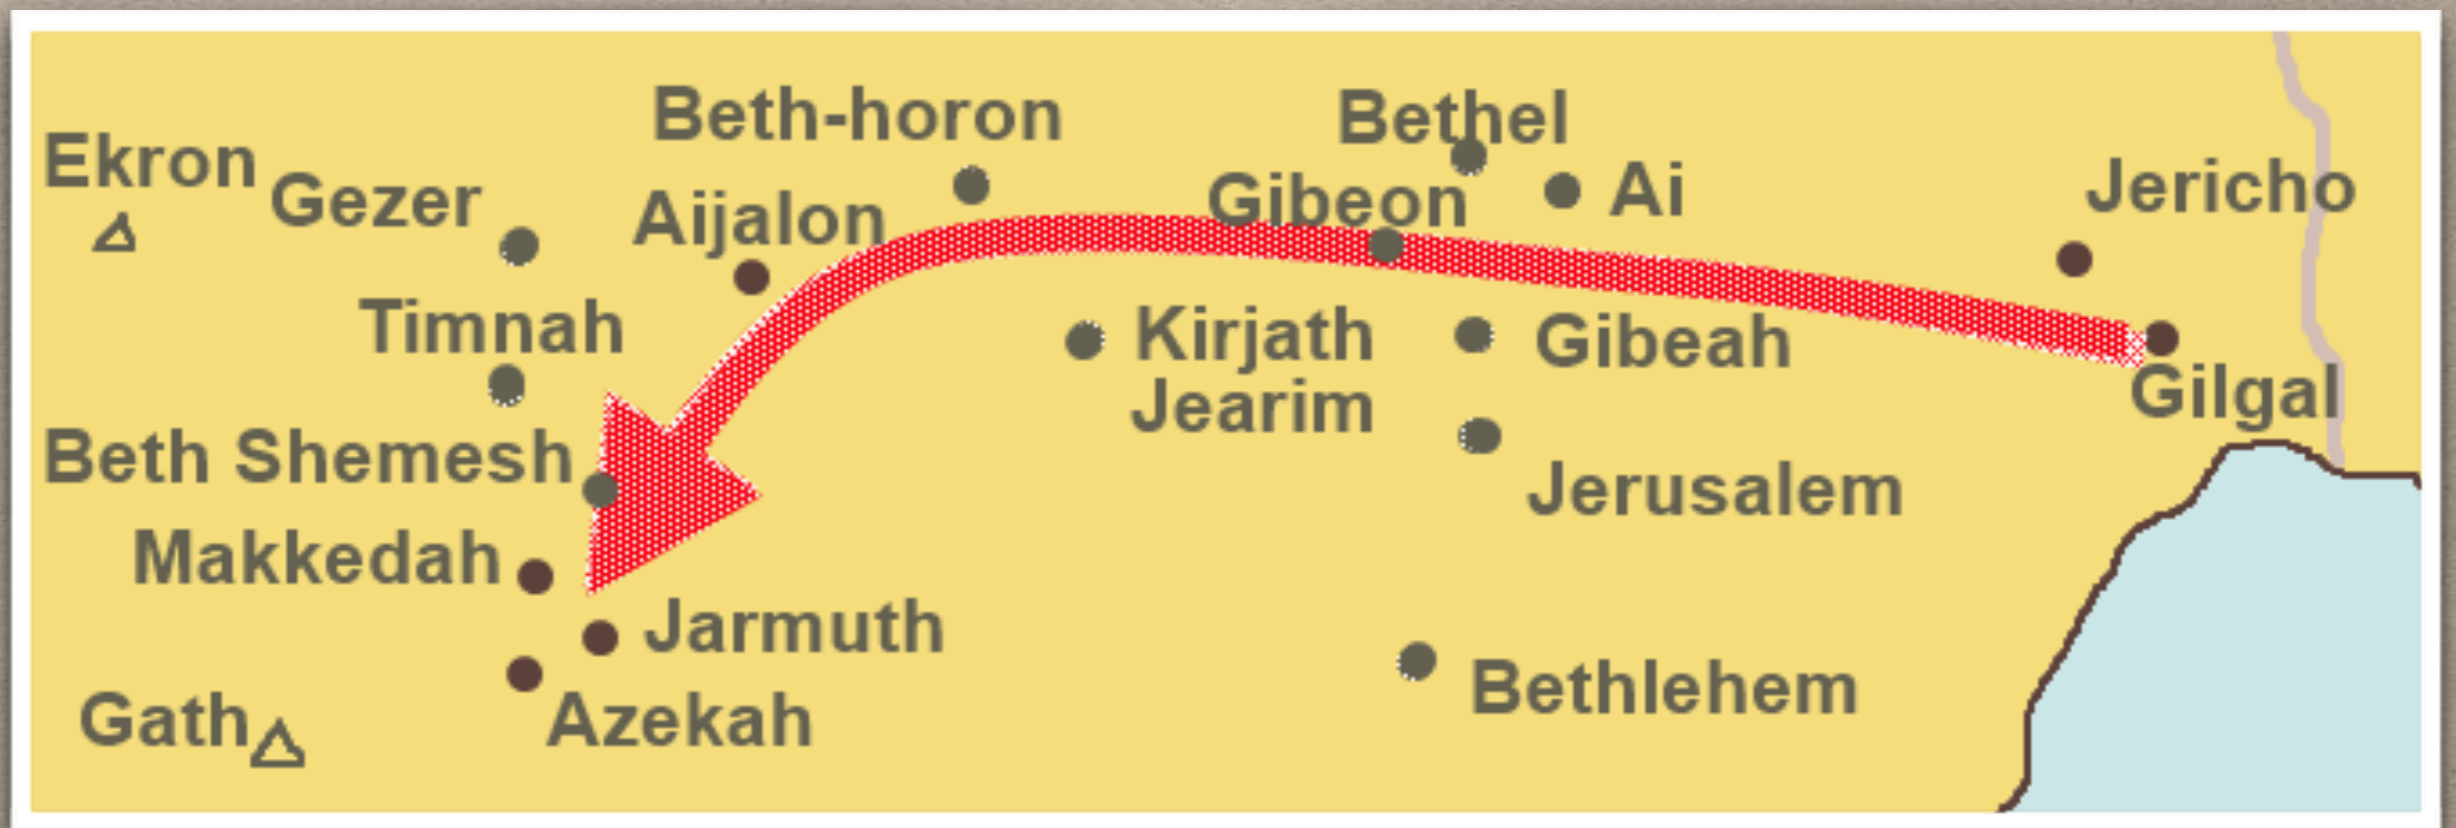 Beth-horon
Bethel
Ekron
Gezer
Aijalon
Gibeon
Ai
Jericho
Timnah
Kirjath
Jearim
Gibeah
Gilgal
Beth Shemesh
Jerusalem
Makkedah
Jarmuth
Bethlehem
Gath
Azekah